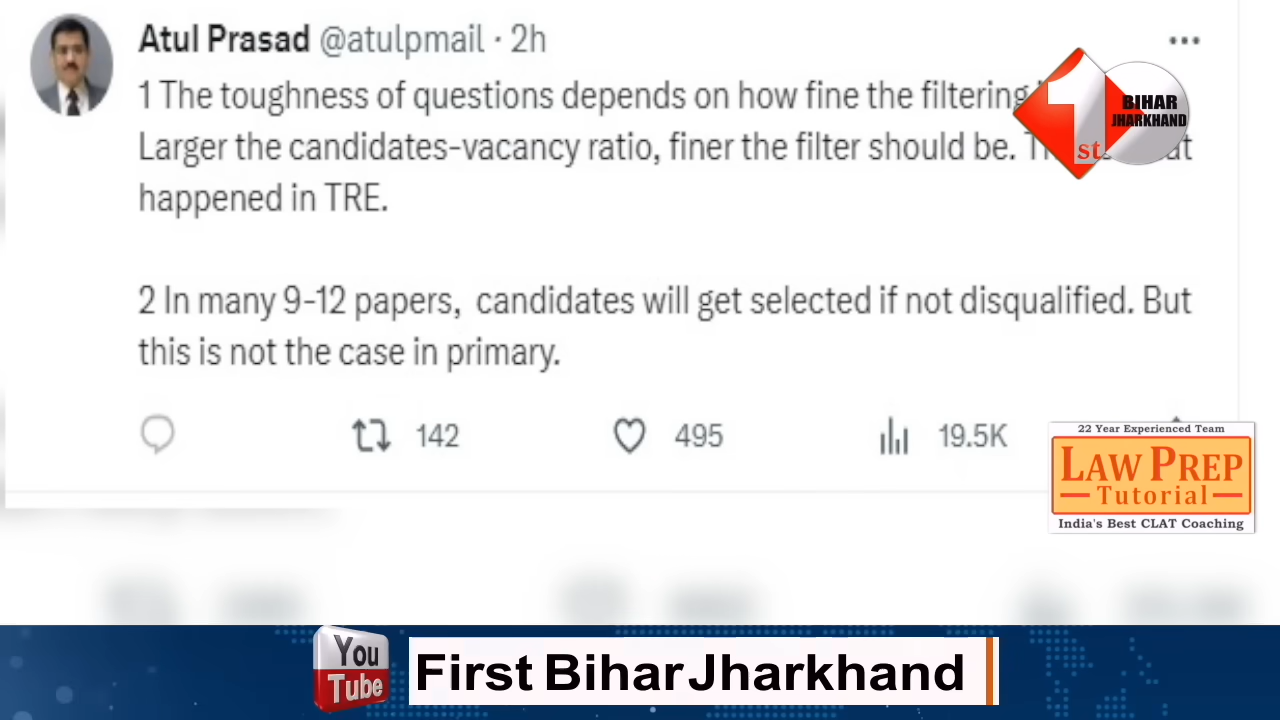 Atul Prasad @atulpmail · 2h
1 The toughness of questions depends on how fine the filtering
Larger the candidates-vacancy ratio, finer the filter should be.
happened in TRE.
2 In many 9-12 papers, candidates will get selected if not disqualified. But
this is not the case in primary.
142 495 19.5K
1st BIHAR JHARKHAND
22 Year Experienced Team
LAW PREP
Tutorial
India's Best CLAT Coaching
You Tube
First Bihar Jharkhand